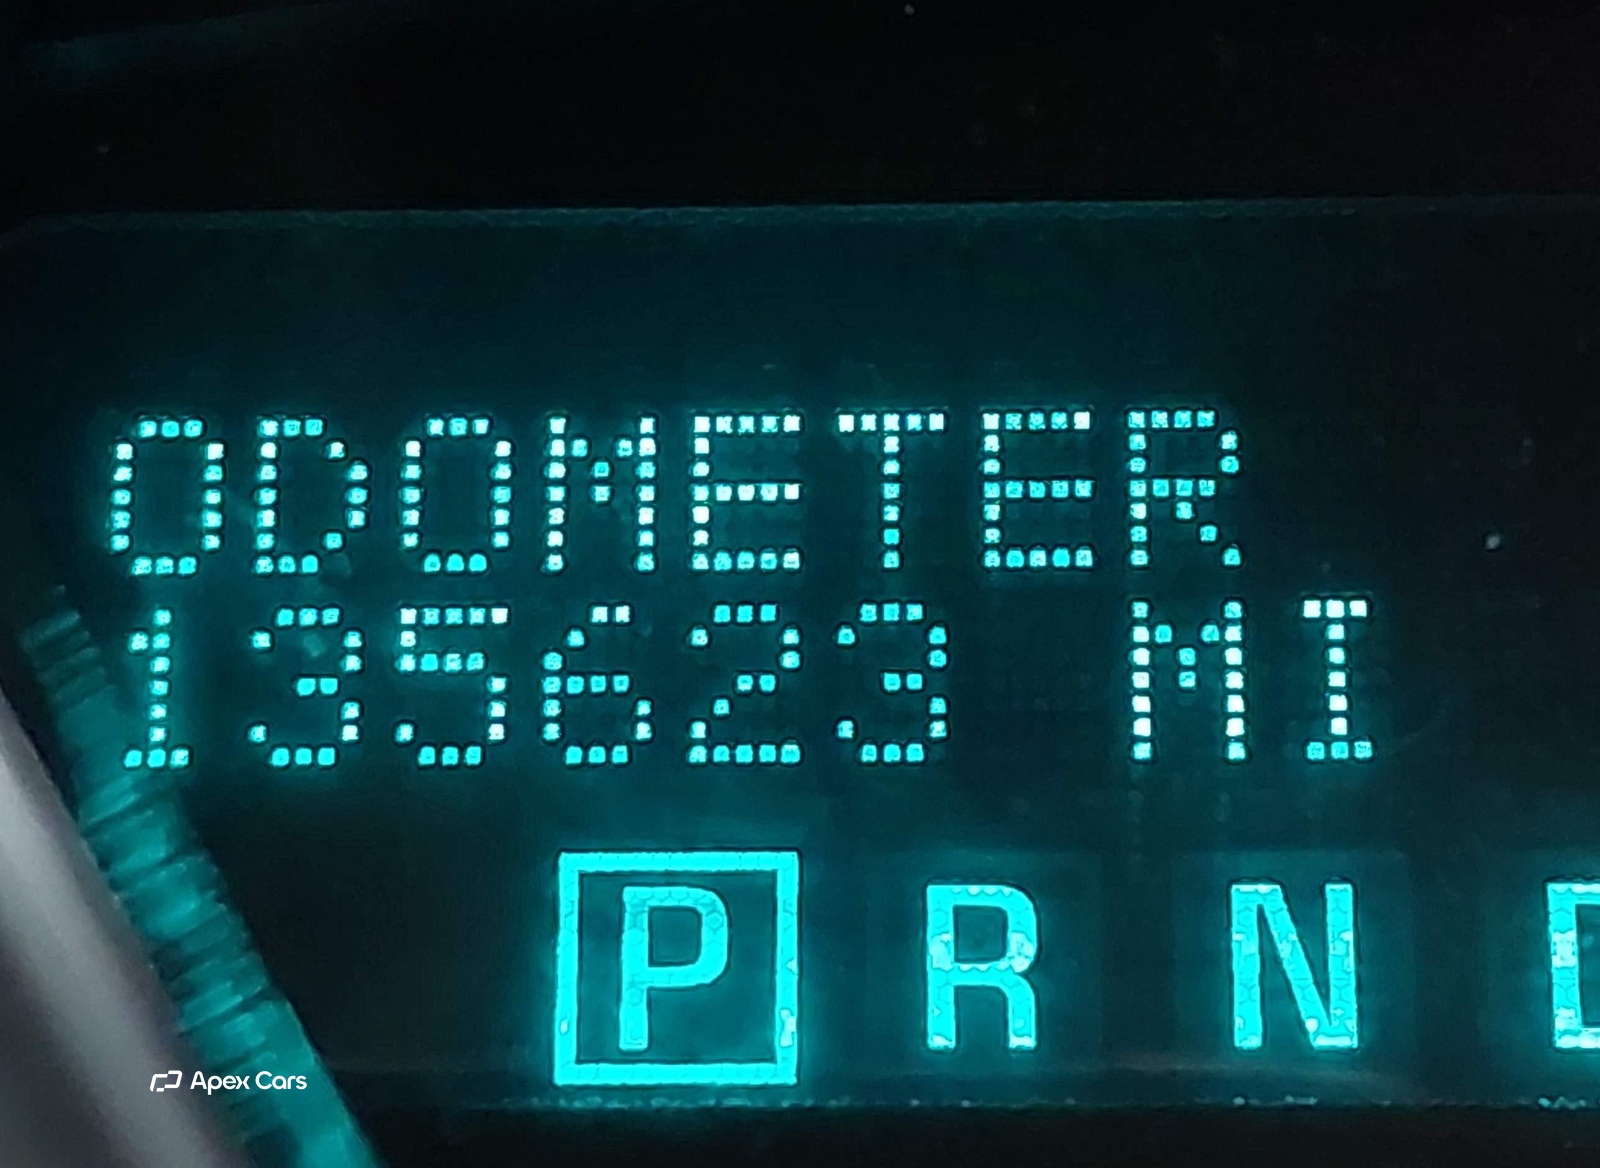 ODOMETER
135623 MI
P R N D
Apex Cars